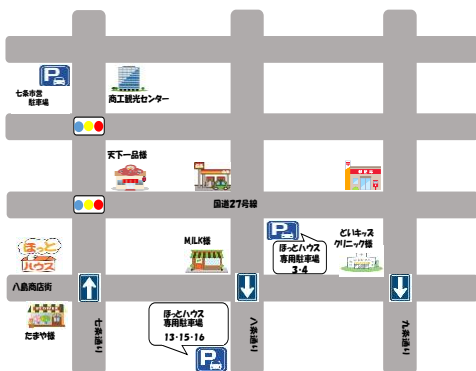 七条市営
駐車場
商工観光センター
天下一品様
国道27号線
M.ILK様
ほっとハウス
専用駐車場
3・4
どいキッズ
クリニック様
ほっと
ハウス
八島商店街
たまや様
七条通り
ほっとハウス
専用駐車場
13・15・16
八条通り
九条通り